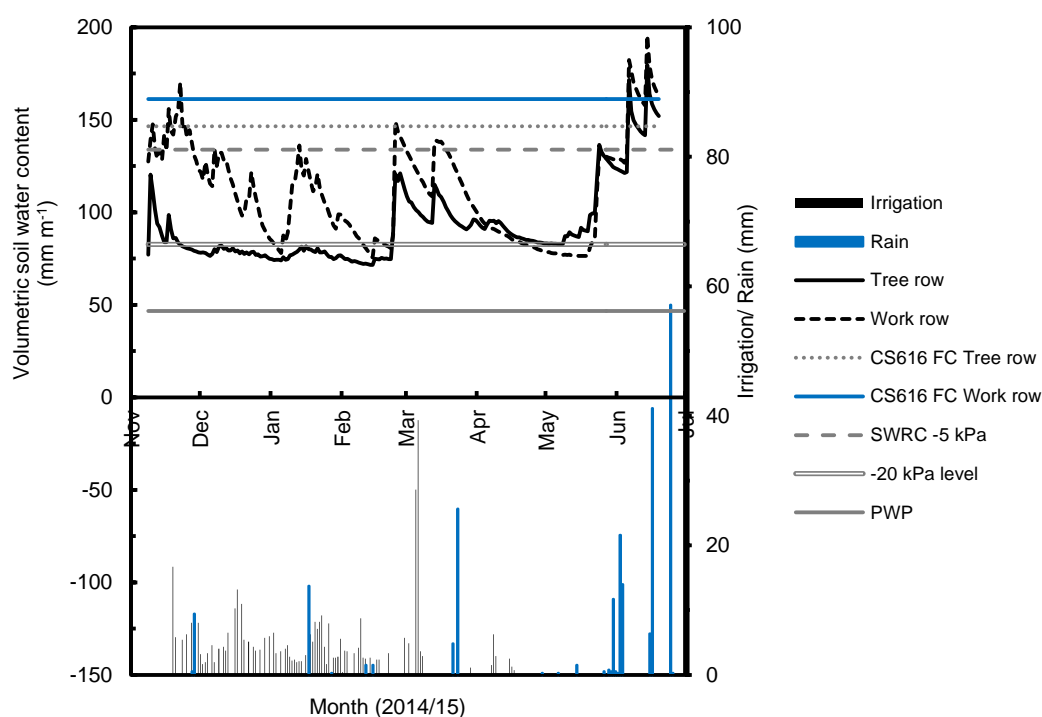 200
150
100
50
0
-50
-100
-150
Volumetric soil water content
(mm m-1)
100
80
60
40
20
0
Irrigation/ Rain (mm)
Nov
Dec
Jan
Feb
Mar
Apr
May
Jun
Jul
Month (2014/15)
Irrigation
Rain
Tree row
Work row
CS616 FC Tree row
CS616 FC Work row
SWRC -5 kPa
-20 kPa level
PWP